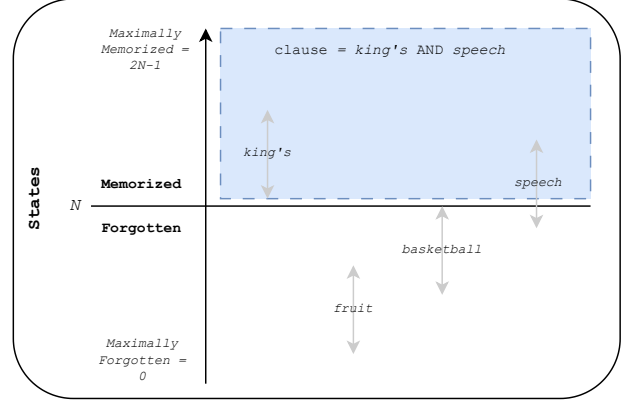 Maximally
Memorized =
2N-1
clause = king's AND speech
king's
speech
Memorized
States
N
Forgotten
basketball
fruit
Maximally
Forgotten =
0